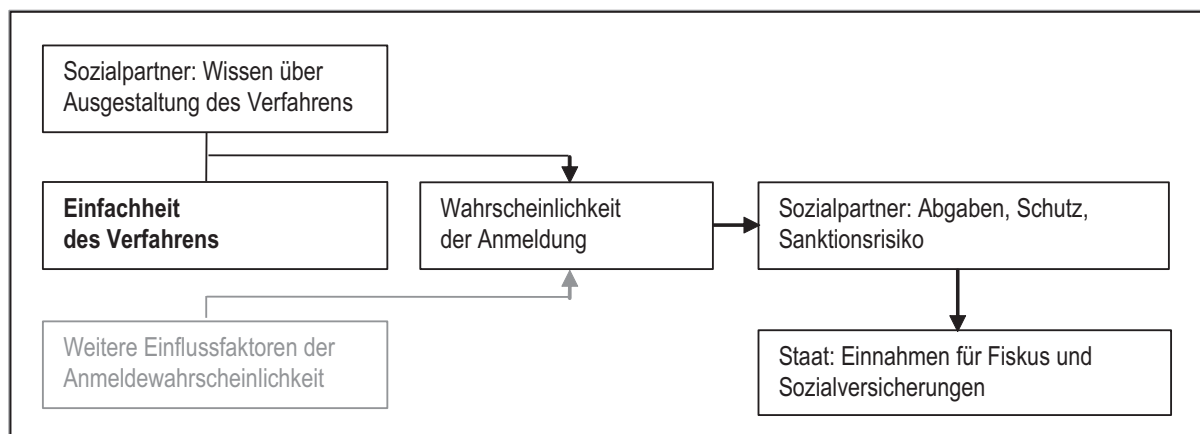 Sozialpartner: Wissen über
Ausgestaltung des Verfahrens
Einfachheit
des Verfahrens
Wahrscheinlichkeit
der Anmeldung
Sozialpartner: Abgaben, Schutz,
Sanktionsrisiko
Weitere Einflussfaktoren der
Anmeldewahrscheinlichkeit
Staat: Einnahmen für Fiskus und
Sozialversicherungen